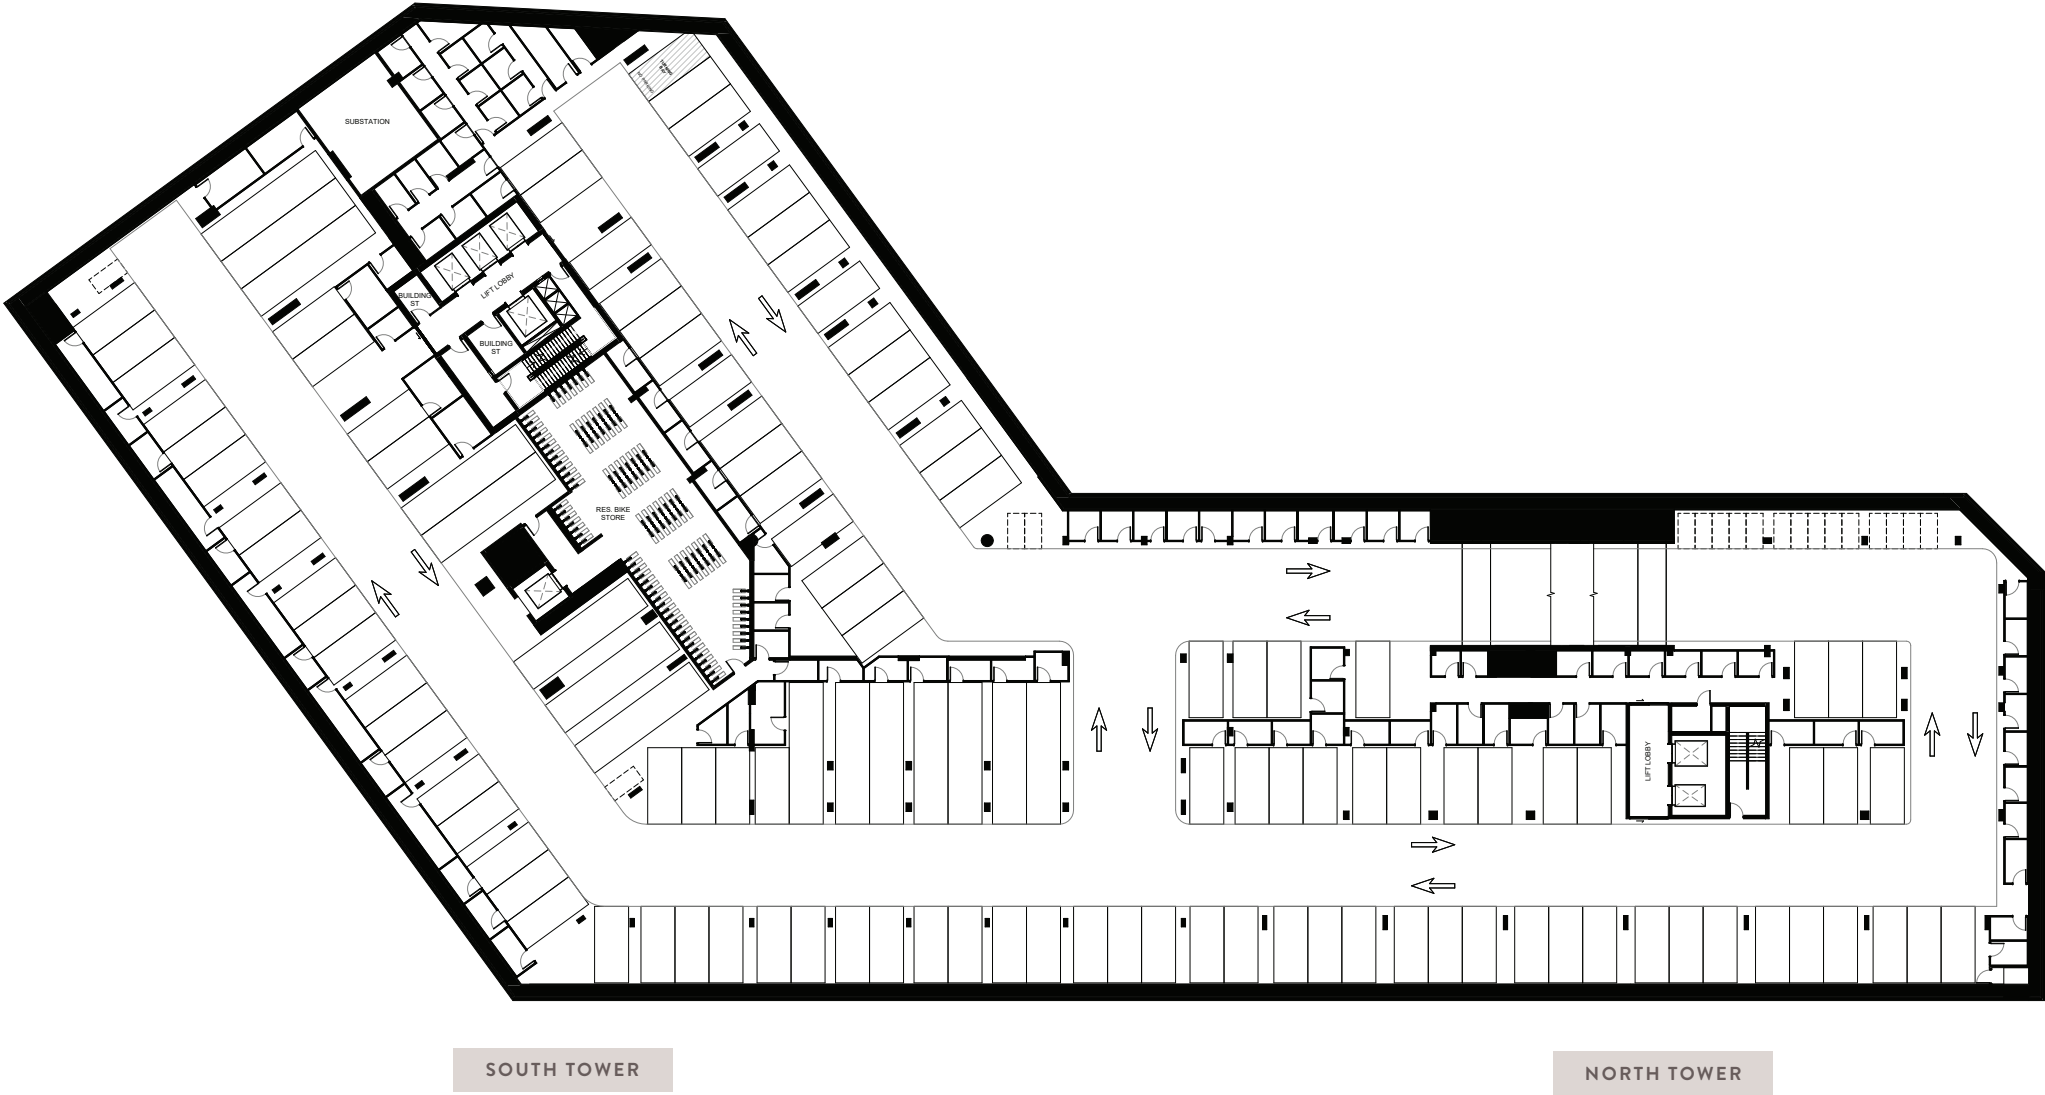 SUBSTATION
BUILDING
ST
LIFT LOBBY
BUILDING
ST
RES. BIKE
STORE
LIFT LOBBY
SOUTH TOWER
NORTH TOWER